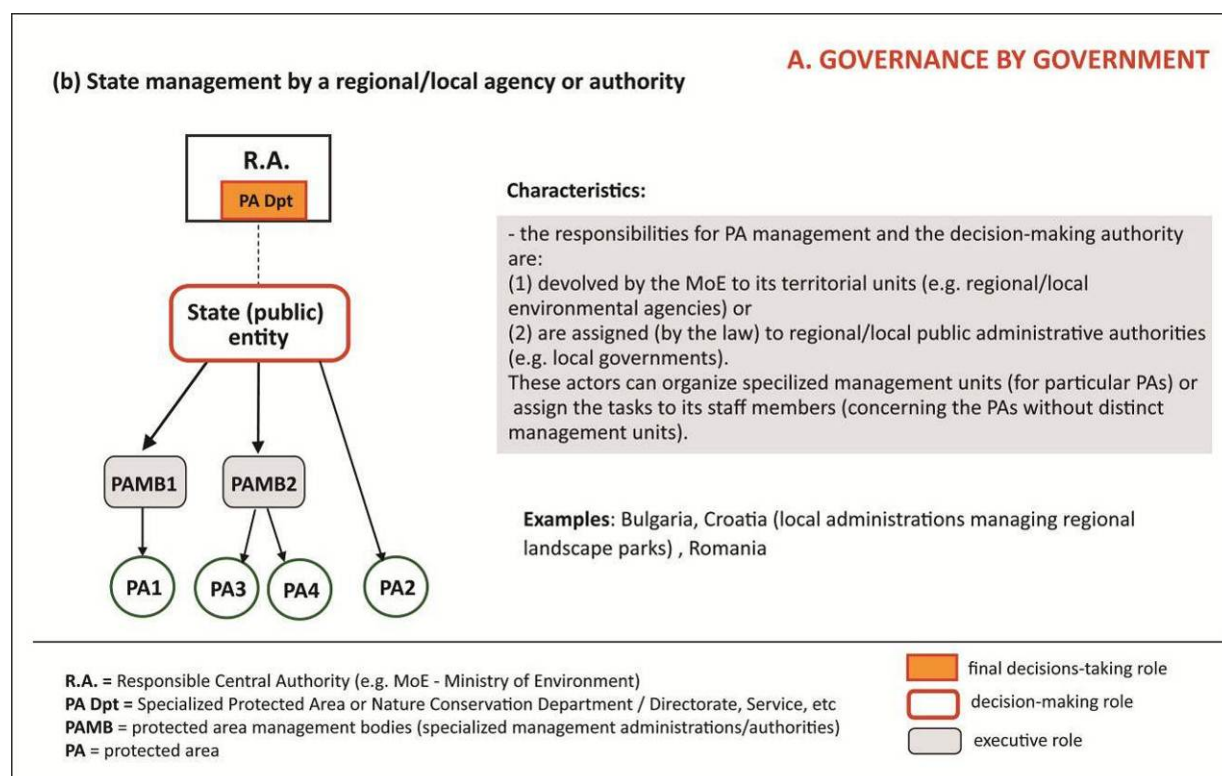 A. GOVERNANCE BY GOVERNMENT
(b) State management by a regional/local agency or authority
R.A.
PA Dpt
State (public)
entity
PAMB1
PAMB2
PA1
PA3
PA4
PA2
Characteristics:
- the responsibilities for PA management and the decision-making authority
are:
(1) devolved by the MoE to its territorial units (e.g. regional/local
environmental agencies) or
(2) are assigned (by the law) to regional/local public administrative authorities
(e.g. local governments).
These actors can organize specilized management units (for particular PAs) or
assign the tasks to its staff members (concerning the PAs without distinct
management units).
Examples: Bulgaria, Croatia (local administrations managing regional
landscape parks) , Romania
R.A. = Responsible Central Authority (e.g. MoE - Ministry of Environment)
PA Dpt = Specialized Protected Area or Nature Conservation Department / Directorate, Service, etc
PAMB = protected area management bodies (specialized management administrations/authorities)
PA = protected area
final decisions-taking role
decision-making role
executive role